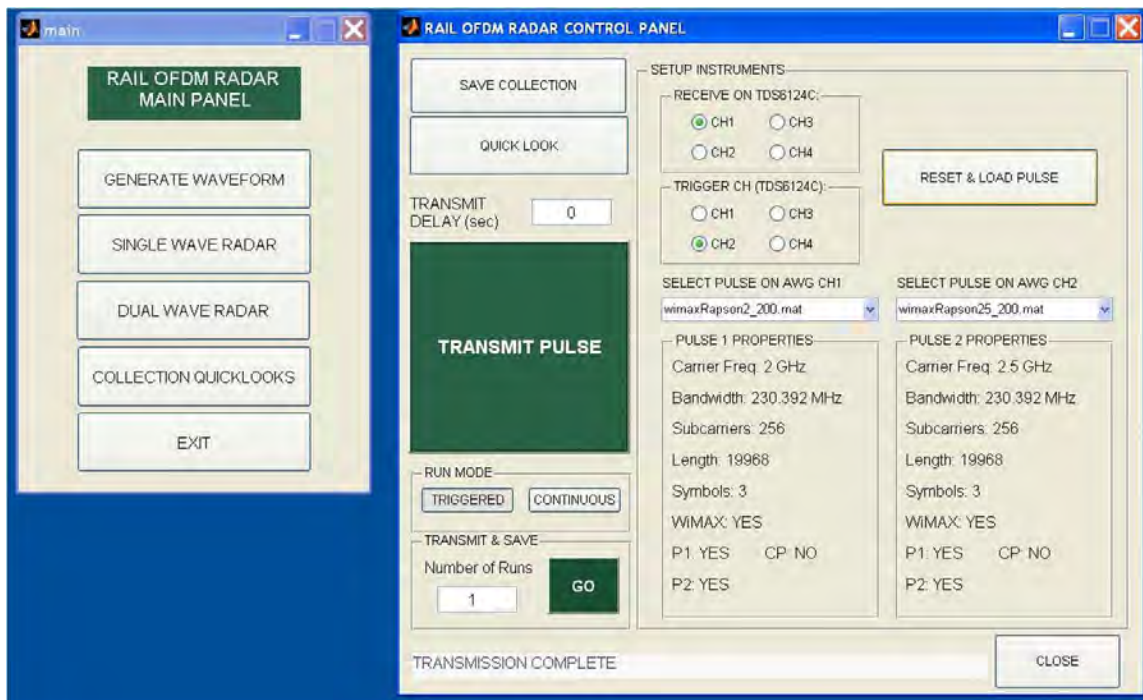 main
RAIL OFDM RADAR
MAIN PANEL
GENERATE WAVEFORM
SINGLE WAVE RADAR
DUAL WAVE RADAR
COLLECTION QUICKLOOKS
EXIT
RAIL OFDM RADAR CONTROL PANEL
SAVE COLLECTION
QUICK LOOK
TRANSMIT
DELAY (sec)
0
TRANSMIT PULSE
RUN MODE
TRIGGERED CONTINUOUS
TRANSMIT & SAVE
Number of Runs
1
GO
SETUP INSTRUMENTS
RECEIVE ON TDS6124C:
CH1 CH3
CH2 CH4
TRIGGER CH (TDS6124C):
CH1 CH3
CH2 CH4
RESET & LOAD PULSE
SELECT PULSE ON AWG CH1
wimaxRapson2_200.mat
PULSE 1 PROPERTIES
Carrier Freq: 2 GHz
Bandwidth: 230.392 MHz
Subcarriers: 256
Length: 19968
Symbols: 3
WiMAX: YES
P1: YES CP: NO
P2: YES
SELECT PULSE ON AWG CH2
wimaxRapson25_200.mat
PULSE 2 PROPERTIES
Carrier Freq: 2.5 GHz
Bandwidth: 230.392 MHz
Subcarriers: 256
Length: 19968
Symbols: 3
WiMAX: YES
P1: YES CP: NO
P2: YES
TRANSMISSION COMPLETE
CLOSE